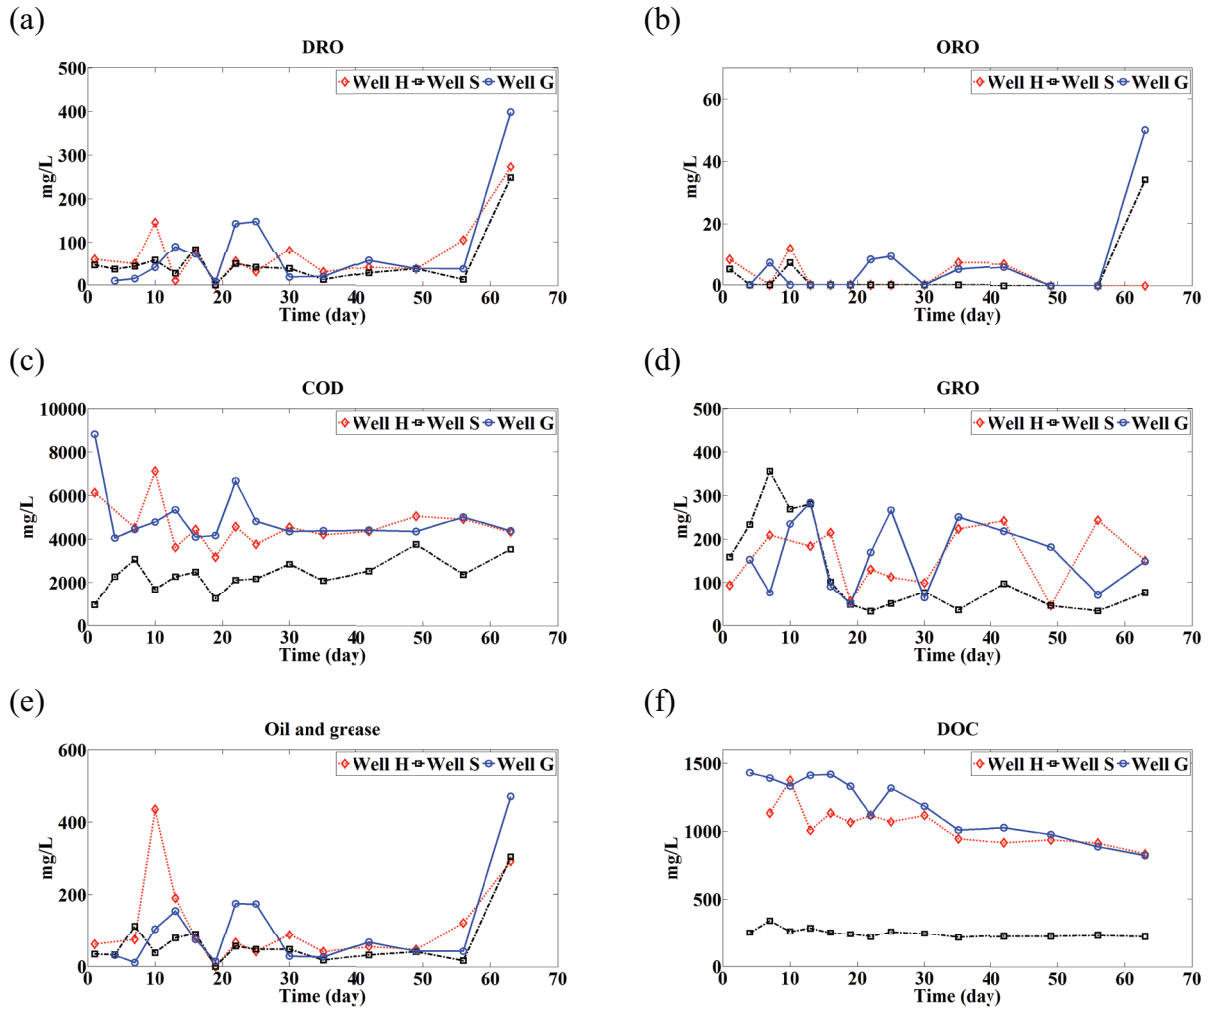 (a)
DRO
500
400
300
200
100
0
mg/L
Well H Well S Well G
0 10 20 30 40 50 60 70
Time (day)
(b)
ORO
60
40
20
0
mg/L
Well H Well S Well G
0 10 20 30 40 50 60 70
Time (day)
(c)
COD
10000
8000
6000
4000
2000
0
mg/L
Well H Well S Well G
0 10 20 30 40 50 60 70
Time (day)
(d)
GRO
500
400
300
200
100
0
mg/L
Well H Well S Well G
0 10 20 30 40 50 60 70
Time (day)
(e)
Oil and grease
600
400
200
0
mg/L
Well H Well S Well G
0 10 20 30 40 50 60 70
Time (day)
(f)
DOC
1500
1000
500
0
mg/L
Well H Well S Well G
0 10 20 30 40 50 60 70
Time (day)